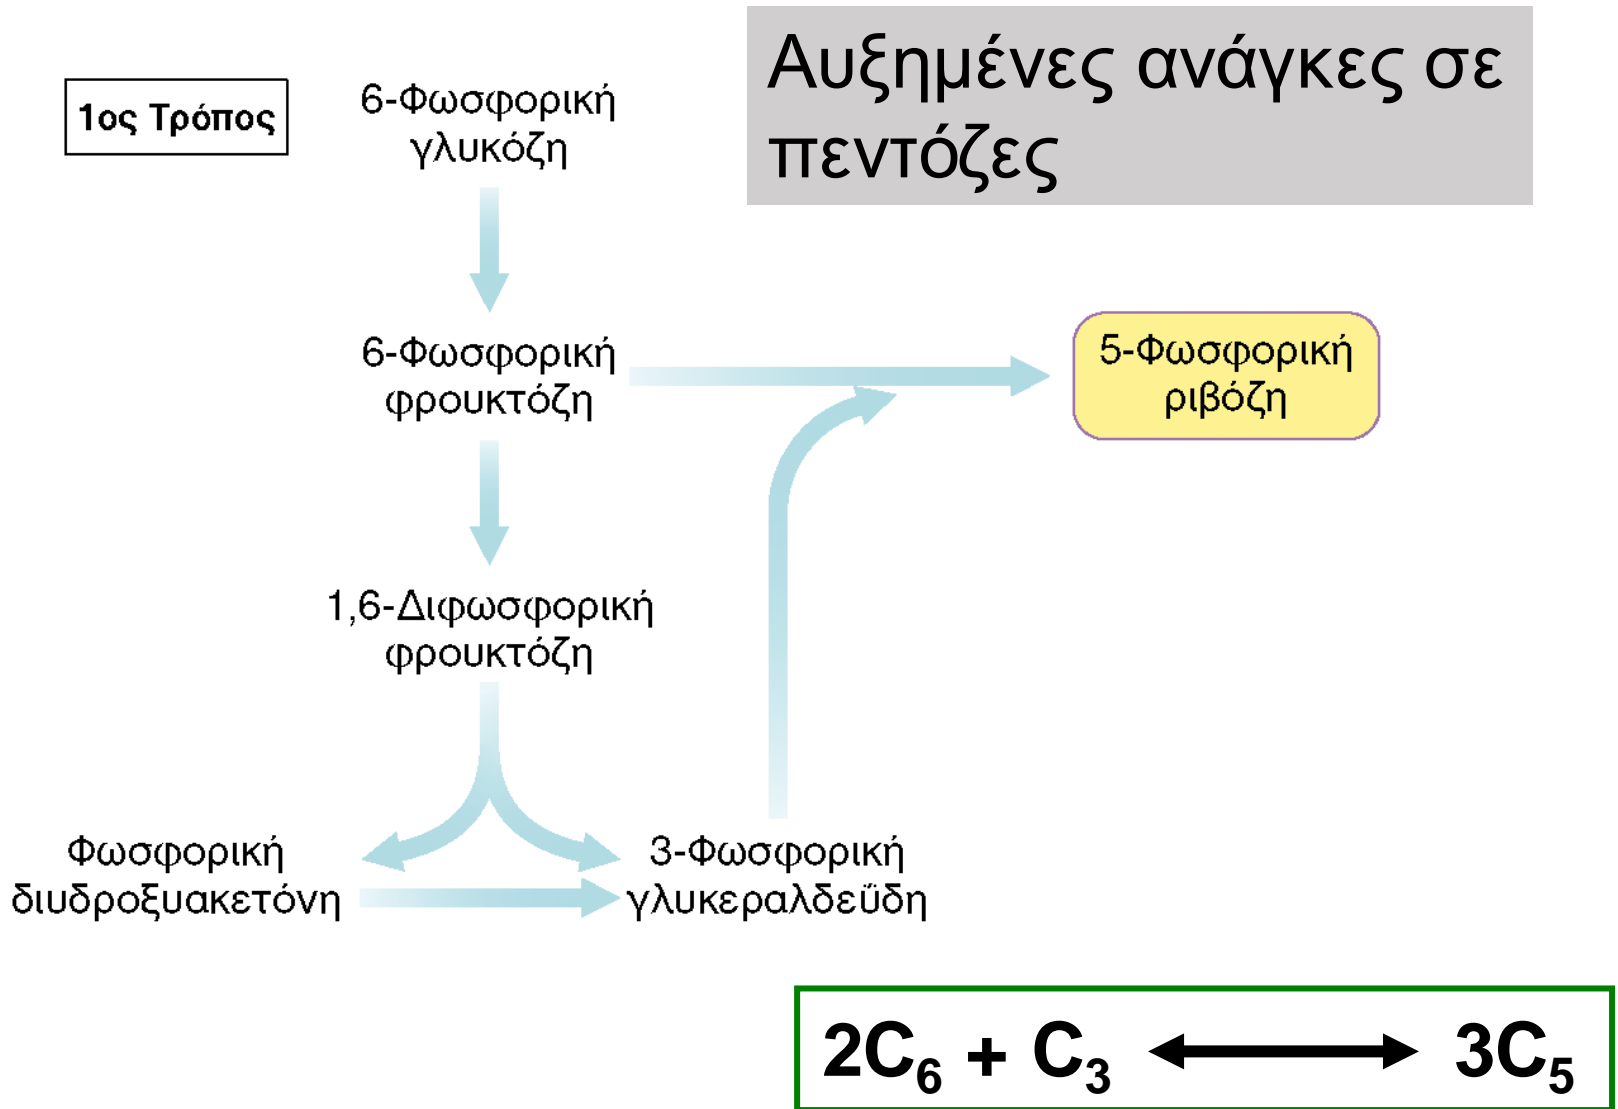 1ος Τρόπος
6-Φωσφορική
γλυκόζη
Αυξημένες ανάγκες σε
πεντόζες
6-Φωσφορική
φρουκτόζη
5-Φωσφορική
ριβόζη
1,6-Διφωσφορική
φρουκτόζη
Φωσφορική
διυδροξυακετόνη
3-Φωσφορική
γλυκεραλδεΰδη
2C₆ + C₃ ⟷ 3C₅